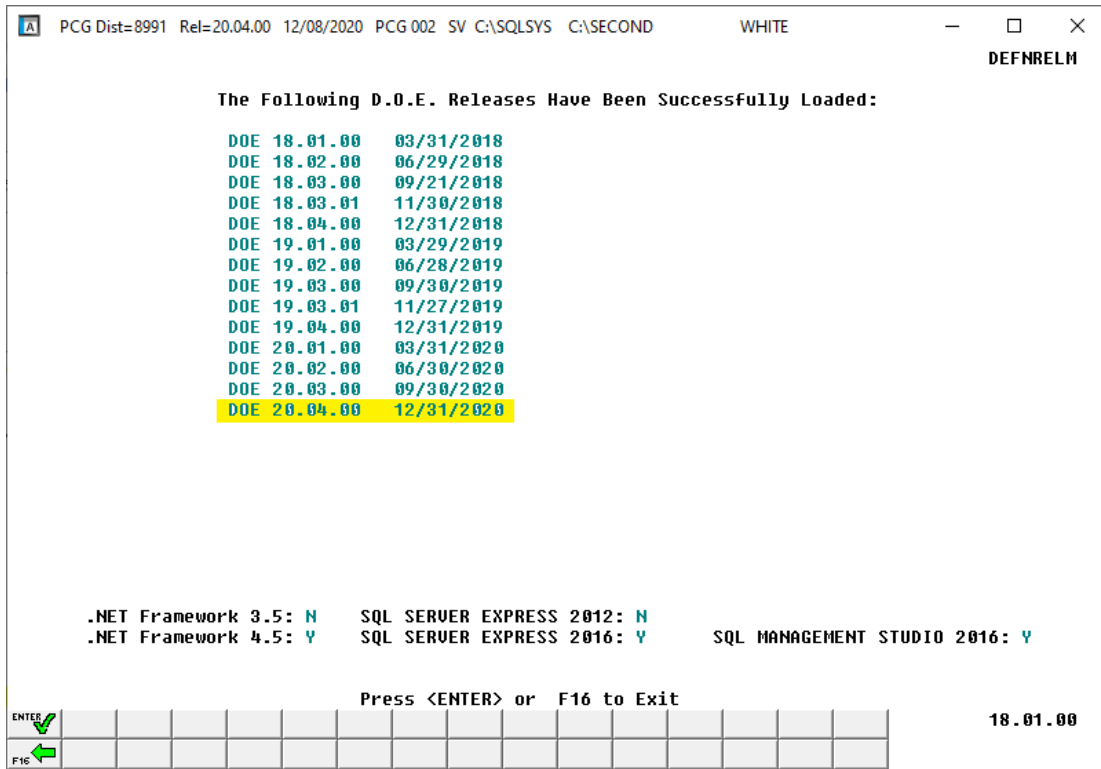 A PCG Dist=8991 Rel=20.04.00 12/08/2020 PCG 002 SV C:\SQLSYS C:\SECOND WHITE
DEFNRELM
The Following D.O.E. Releases Have Been Successfully Loaded:
DOE 18.01.00 03/31/2018
DOE 18.02.00 06/29/2018
DOE 18.03.00 09/21/2018
DOE 18.03.01 11/30/2018
DOE 18.04.00 12/31/2018
DOE 19.01.00 03/29/2019
DOE 19.02.00 06/28/2019
DOE 19.03.00 09/30/2019
DOE 19.03.01 11/27/2019
DOE 19.04.00 12/31/2019
DOE 20.01.00 03/31/2020
DOE 20.02.00 06/30/2020
DOE 20.03.00 09/30/2020
DOE 20.04.00 12/31/2020
.NET Framework 3.5: N SQL SERVER EXPRESS 2012: N
.NET Framework 4.5: Y SQL SERVER EXPRESS 2016: Y SQL MANAGEMENT STUDIO 2016: Y
Press <ENTER> or F16 to Exit
ENTER
18.01.00
F16